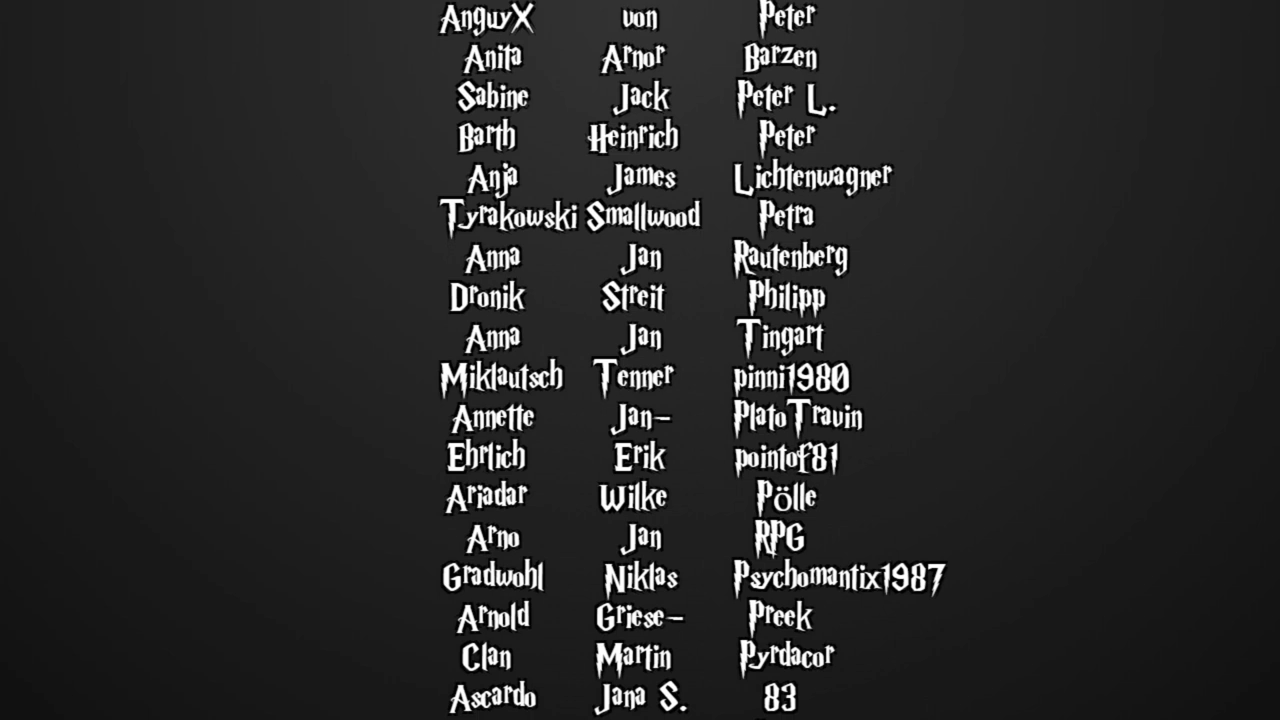 AnguyX von Peter
Anita Arnor Barzen
Sabine Jack Peter L.
Barth Heinrich Peter
Anja James Lichtenwagner
Tyrakowski Smallwood Petra
Anna Jan Rautenberg
Dronik Streit Philipp
Anna Jan Tingart
Miklautsch Tenner pinni1980
Annette Jan- PlatoTravin
Ehrlich Erik pointof81
Ariadar Wilke Pölle
Arno Jan RPG
Gradwohl Niklas Psychomantix1987
Arnold Griese- Preek
Clan Martin Pyrdacor
Ascardo Jana S. 83